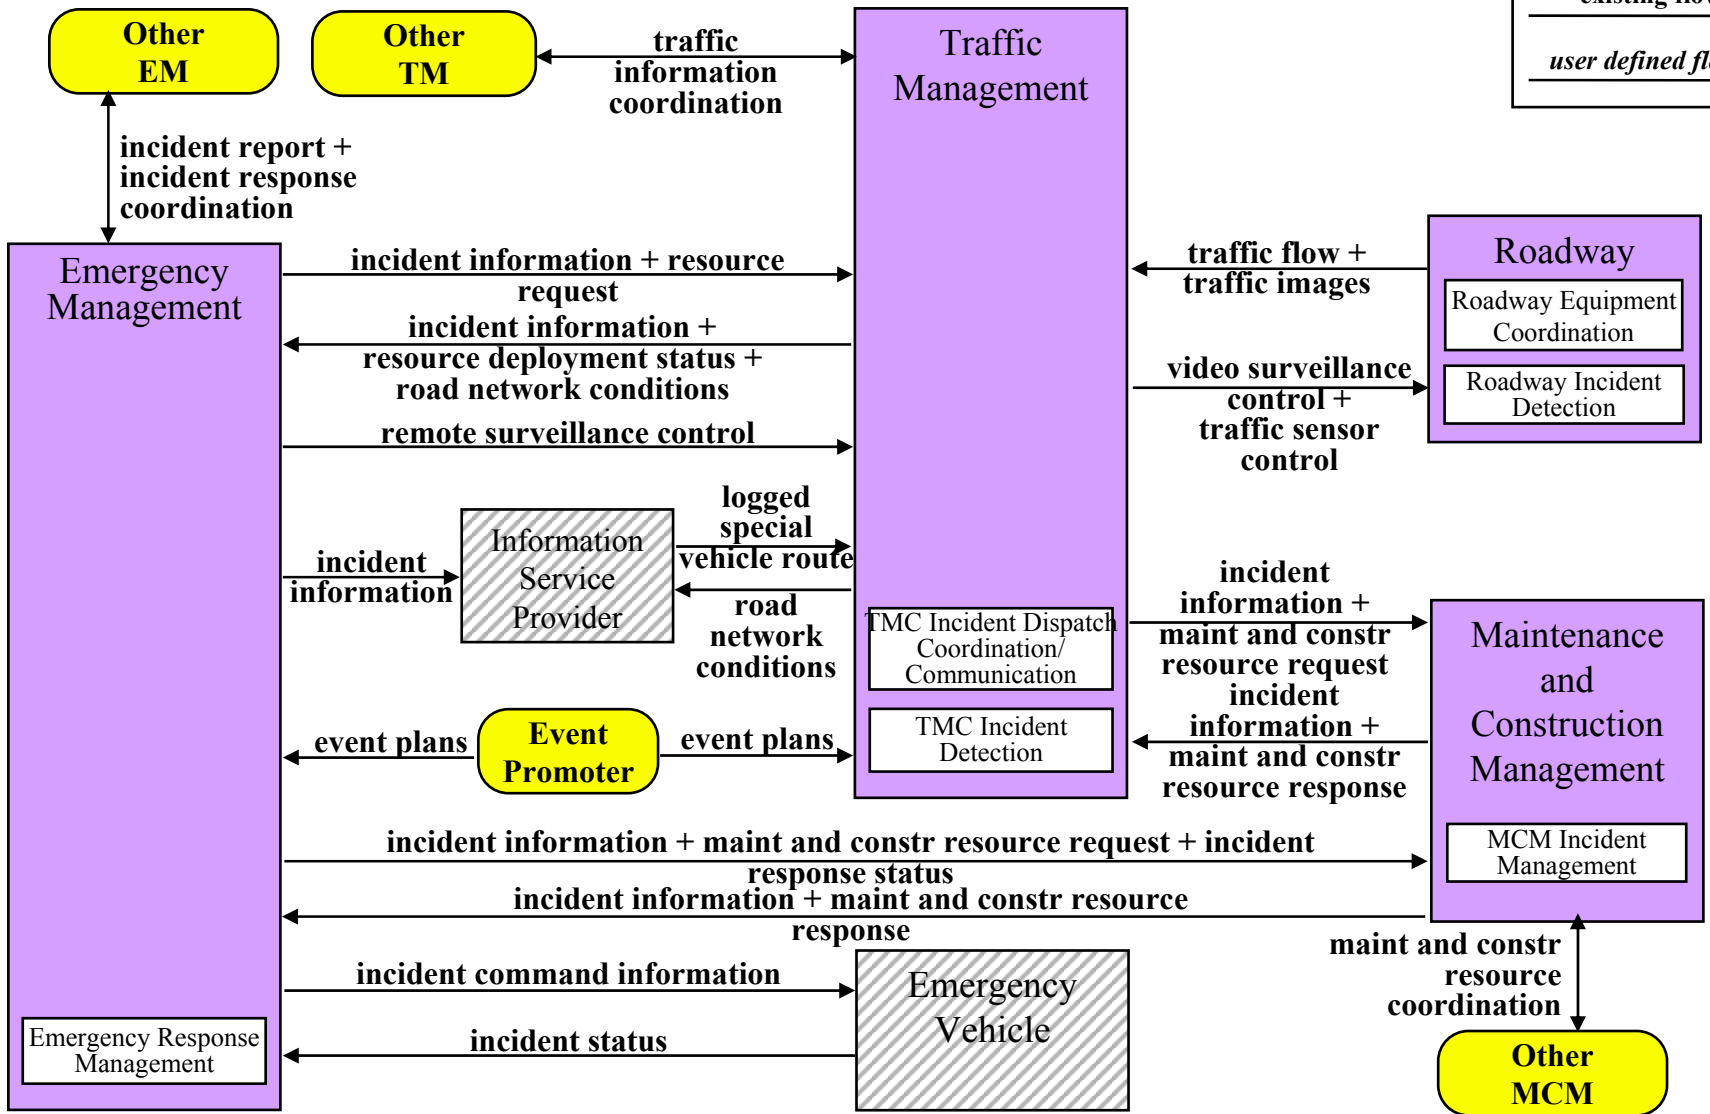 Other
EM
Other
TM
traffic
information
coordination
Traffic
Management
user defined
incident report +
incident response
coordination
Emergency
Management
incident information + resource
request
incident information +
resource deployment status +
road network conditions
remote surveillance control
traffic flow +
traffic images
video surveillance
control +
traffic sensor
control
Roadway
Roadway Equipment
Coordination
Roadway Incident
Detection
incident
information
Information
Service
Provider
logged
special
vehicle route
road
network
conditions
TMC Incident Dispatch
Coordination/
Communication
TMC Incident
Detection
event plans
Event
Promoter
event plans
incident
information +
maint and constr
resource request
incident
information +
maint and constr
resource response
Maintenance
and
Construction
Management
MCM Incident
Management
incident information + maint and constr resource request + incident
response status
incident information + maint and constr resource
response
incident command information
incident status
Emergency
Vehicle
Emergency Response
Management
maint and constr
resource
coordination
Other
MCM